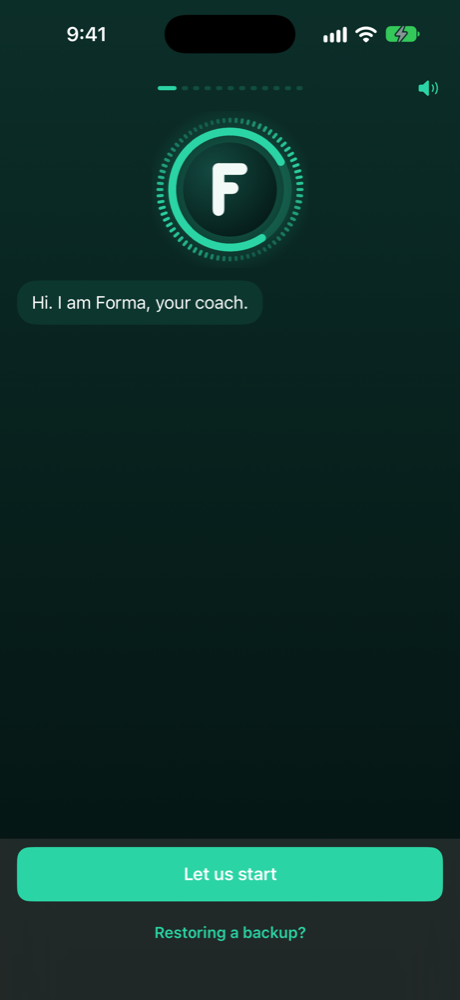 9:41
F
Hi. I am Forma, your coach.
Let us start
Restoring a backup?